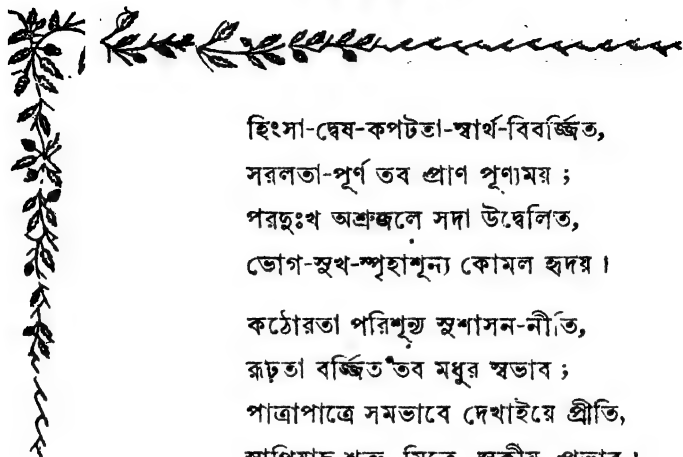 হিংসা-দ্বেষ-কপটতা-স্বার্থ-বিবর্জ্জিত,
সরলতা-পূর্ণ তব প্রাণ পূণ্যময় ;
পরদুঃখ অশ্রুজলে সদা উদ্বেলিত,
ভোগ-সুখ-স্পৃহাশূন্য কোমল হৃদয় ।
কঠোরতা পরিশূন্য সুশাসন-নীতি,
রূঢ়তা বর্জ্জিত তব মধুর স্বভাব ;
পাত্রাপাত্রে সমভাবে দেখাইয়ে প্রীতি,